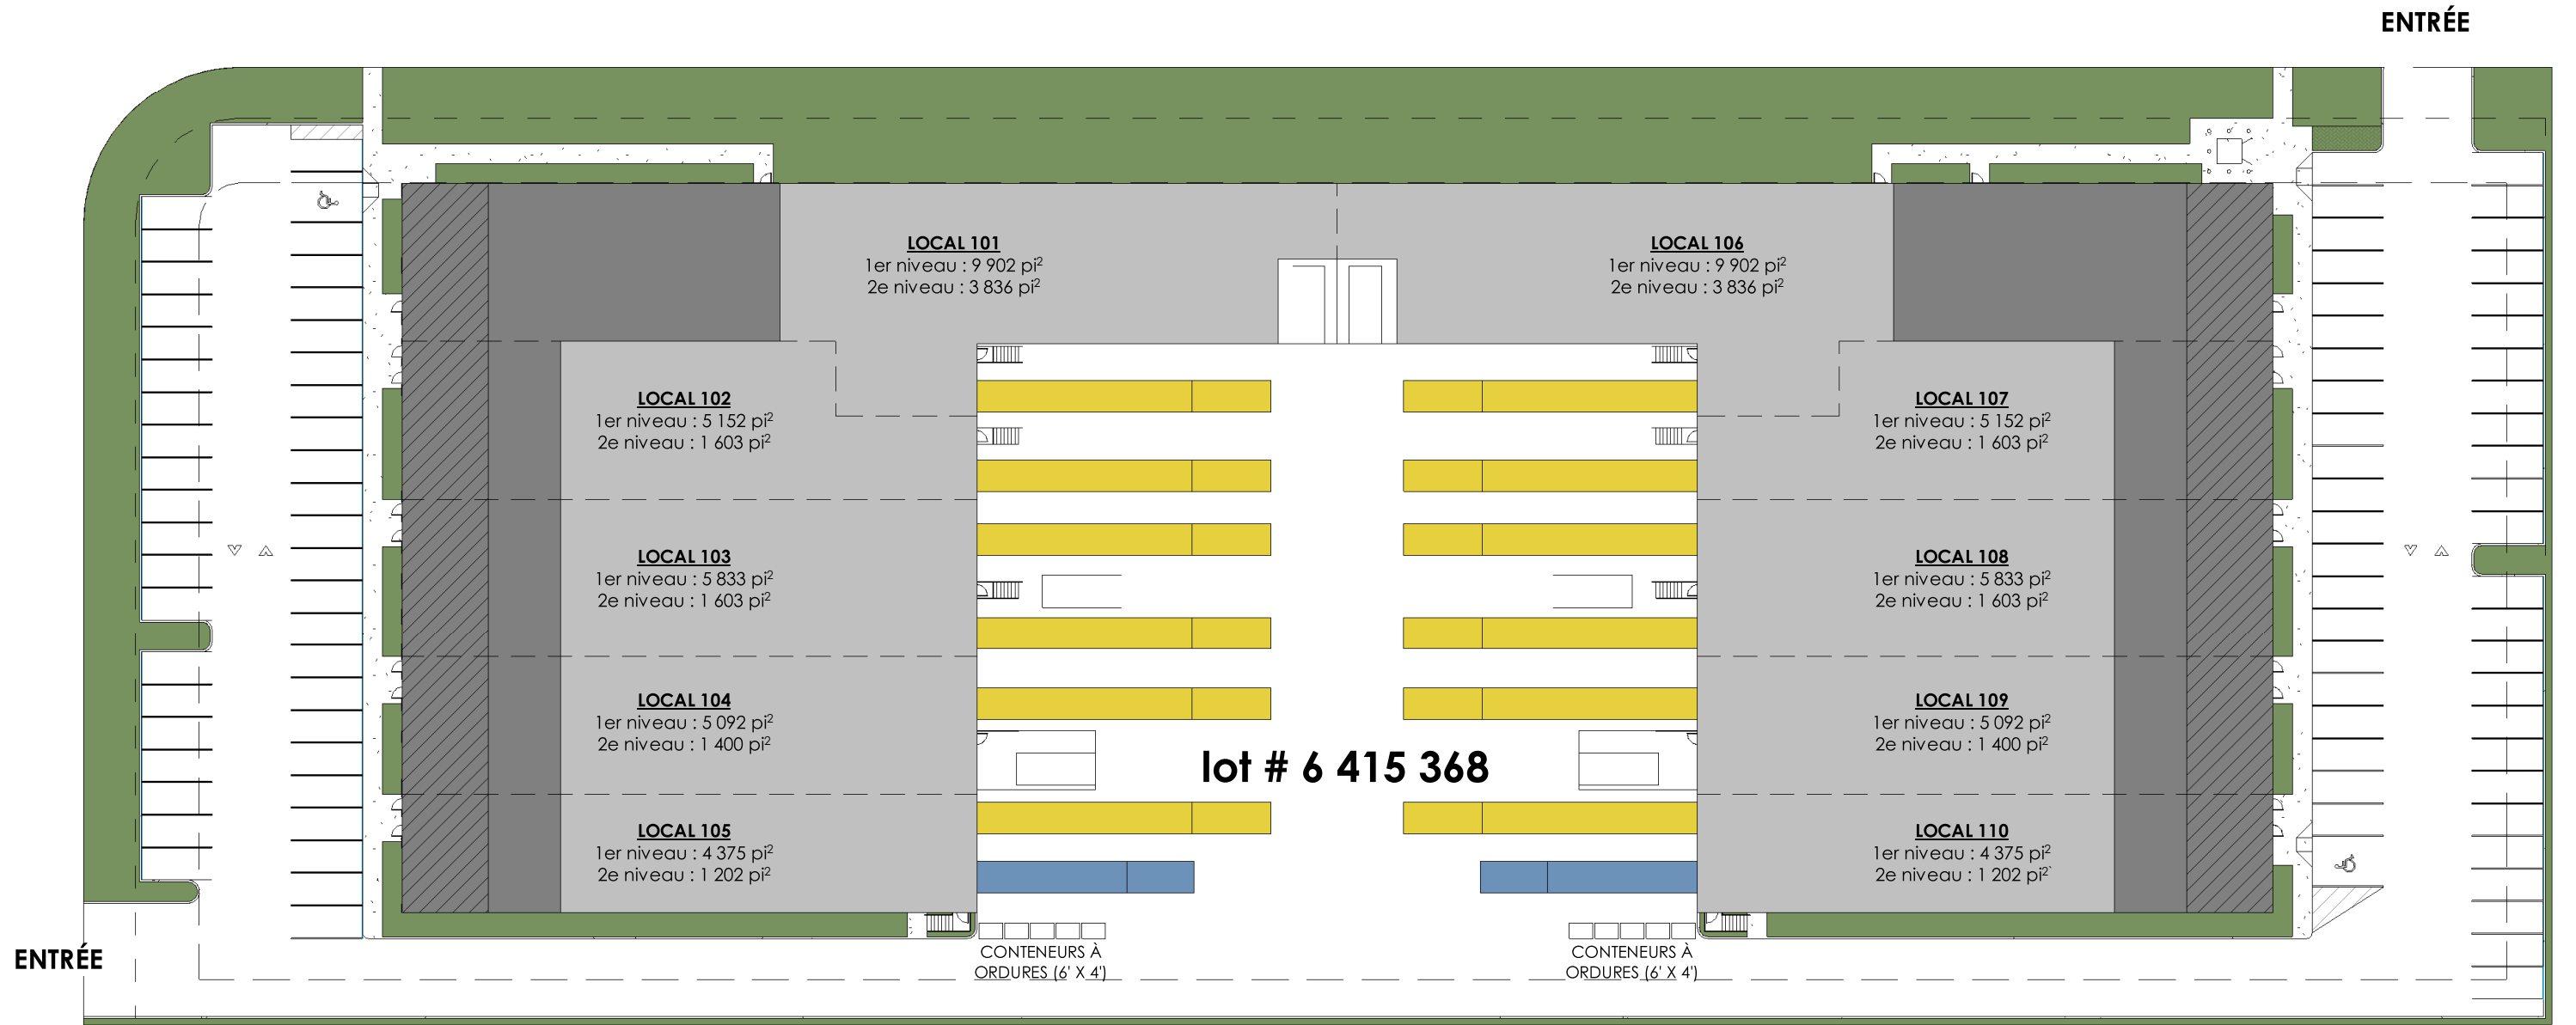 ENTRÉE
LOCAL 101
1er niveau : 9 902 pi²
2e niveau : 3 836 pi²
LOCAL 106
1er niveau : 9 902 pi²
2e niveau : 3 836 pi²
LOCAL 102
1er niveau : 5 152 pi²
2e niveau : 1 603 pi²
LOCAL 107
1er niveau : 5 152 pi²
2e niveau : 1 603 pi²
LOCAL 103
1er niveau : 5 833 pi²
2e niveau : 1 603 pi²
LOCAL 108
1er niveau : 5 833 pi²
2e niveau : 1 603 pi²
LOCAL 104
1er niveau : 5 092 pi²
2e niveau : 1 400 pi²
LOCAL 109
1er niveau : 5 092 pi²
2e niveau : 1 400 pi²
lot # 6 415 368
LOCAL 105
1er niveau : 4 375 pi²
2e niveau : 1 202 pi²
LOCAL 110
1er niveau : 4 375 pi²
2e niveau : 1 202 pi²`
ENTRÉE
CONTENEURS À
ORDURES (6' X 4')
CONTENEURS À
ORDURES (6' X 4')